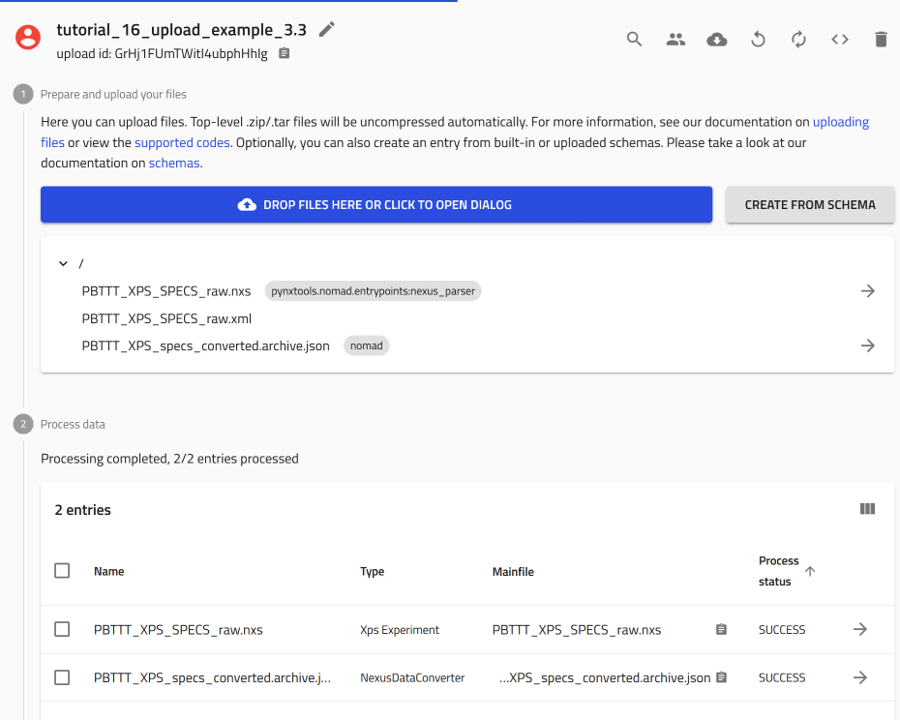 tutorial_16_upload_example_3.3
upload id: GrHj1FUmTWitI4ubphHhIg
1 Prepare and upload your files
Here you can upload files. Top-level .zip/.tar files will be uncompressed automatically. For more information, see our documentation on uploading
files or view the supported codes. Optionally, you can also create an entry from built-in or uploaded schemas. Please take a look at our
documentation on schemas.
DROP FILES HERE OR CLICK TO OPEN DIALOG
CREATE FROM SCHEMA
/
PBTTT_XPS_SPECS_raw.nxs pynxtools.nomad.entrypoints:nexus_parser
PBTTT_XPS_SPECS_raw.xml
PBTTT_XPS_specs_converted.archive.json nomad
2 Process data
Processing completed, 2/2 entries processed
2 entries
Name Type Mainfile Process status
PBTTT_XPS_SPECS_raw.nxs Xps Experiment PBTTT_XPS_SPECS_raw.nxs SUCCESS
PBTTT_XPS_specs_converted.archive.j... NexusDataConverter ...XPS_specs_converted.archive.json SUCCESS